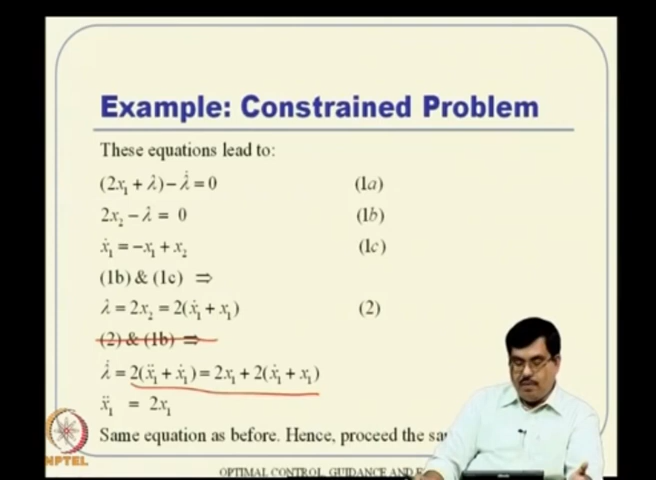 Example: Constrained Problem
These equations lead to:
(2x₁ + λ) − λ̇ = 0 (1a)
2x₂ − λ = 0 (1b)
ẋ₁ = −x₁ + x₂ (1c)
(1b) & (1c) ⇒
λ = 2x₂ = 2(ẋ₁ + x₁) (2)
(2) & (1b) ⇒
λ̇ = 2(ẍ₁ + ẋ₁) = 2x₁ + 2(ẋ₁ + x₁)
ẍ₁ = 2x₁
Same equation as before. Hence, proceed the
NPTEL
OPTIMAL CONTROL, GUIDANCE AND